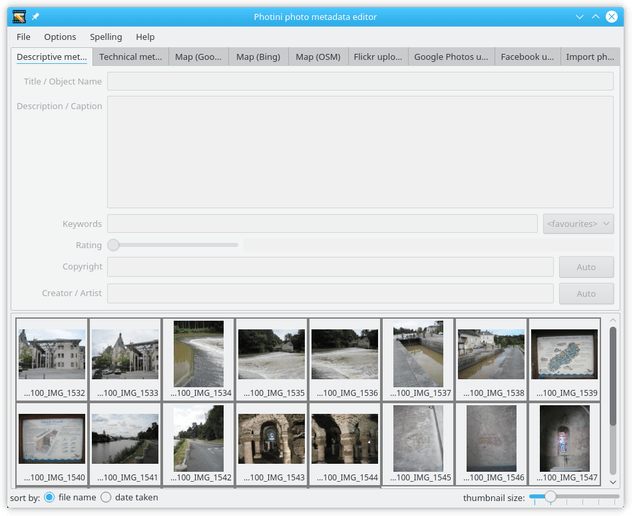 Photini photo metadata editor
File Options Spelling Help
Descriptive met... Technical met... Map (Goo... Map (Bing) Map (OSM) Flickr uplo... Google Photos u... Facebook u... Import ph...
Title / Object Name
Description / Caption
Keywords <favourites>
Rating
Copyright Auto
Creator / Artist Auto
...100_IMG_1532 ...100_IMG_1533 ...100_IMG_1534 ...100_IMG_1535 ...100_IMG_1536 ...100_IMG_1537 ...100_IMG_1538 ...100_IMG_1539
...100_IMG_1540 ...100_IMG_1541 ...100_IMG_1542 ...100_IMG_1543 ...100_IMG_1544 ...100_IMG_1545 ...100_IMG_1546 ...100_IMG_1547
sort by: file name date taken thumbnail size: